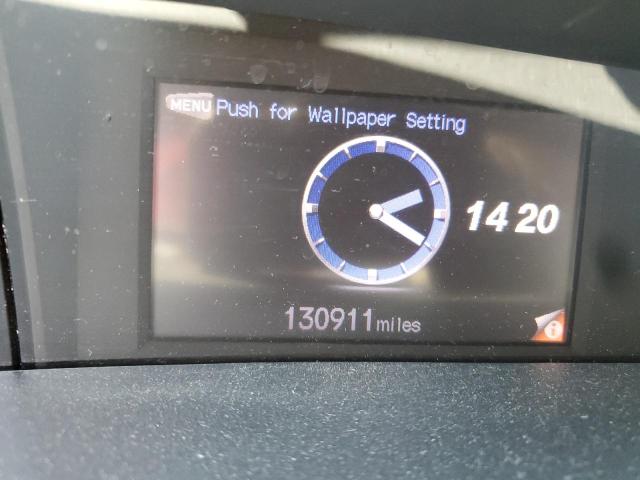 MENU Push for Wallpaper Setting
14 20
130911 miles
i